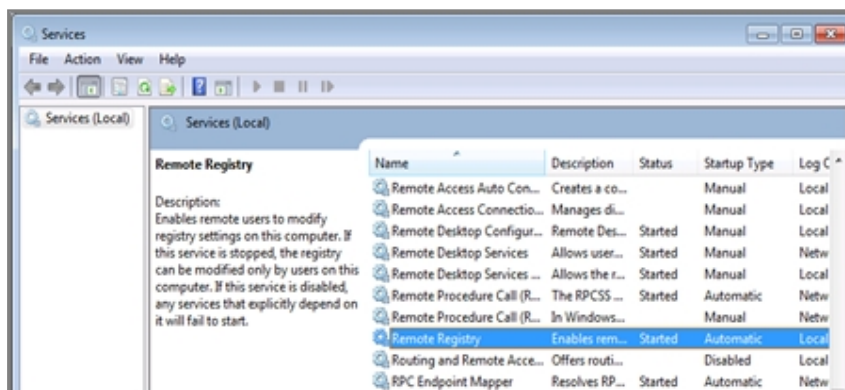 Services
File Action View Help
Services (Local)
Services (Local)
Remote Registry
Description:
Enables remote users to modify
registry settings on this computer. If
this service is stopped, the registry
can be modified only by users on this
computer. If this service is disabled,
any services that explicitly depend on
it will fail to start.
Name Description Status Startup Type Log C
Remote Access Auto Con... Creates a co... Manual Local
Remote Access Connectio... Manages di... Manual Local
Remote Desktop Configur... Remote Des... Started Manual Local
Remote Desktop Services Allows user... Started Manual Netw
Remote Desktop Services ... Allows the r... Started Manual Local
Remote Procedure Call (R... The RPCSS ... Started Automatic Netw
Remote Procedure Call (R... In Windows... Manual Netw
Remote Registry Enables rem... Started Automatic Local
Routing and Remote Acce... Offers routi... Disabled Local
RPC Endpoint Mapper Resolves RP... Started Automatic Netw